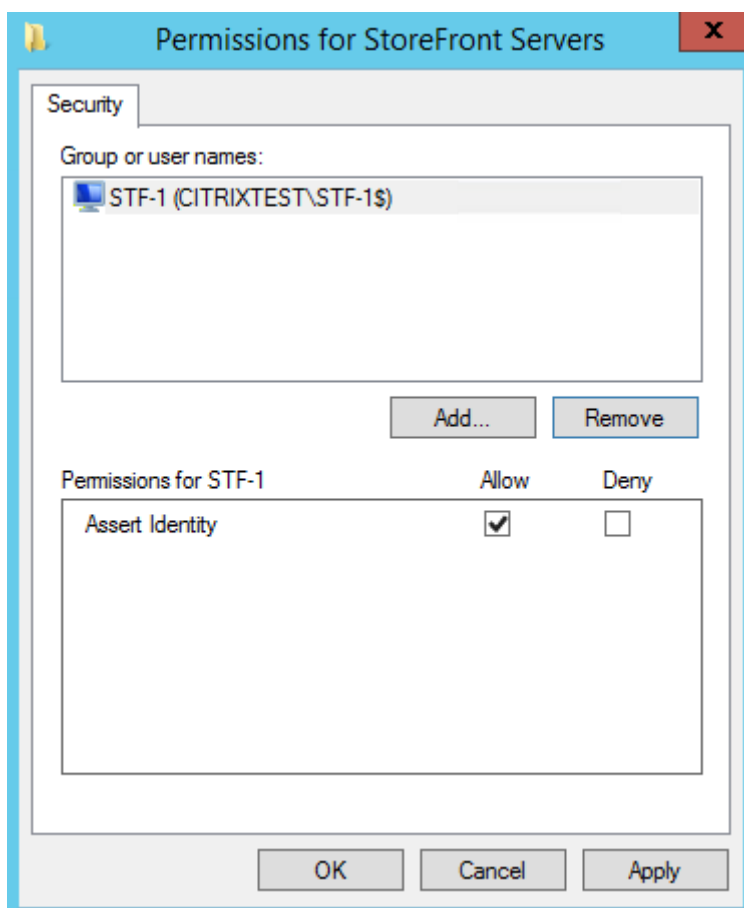 Permissions for StoreFront Servers
x
Security
Group or user names:
STF-1 (CITRIXTEST\STF-1$)
Add... Remove
Permissions for STF-1 Allow Deny
Assert Identity
OK Cancel Apply